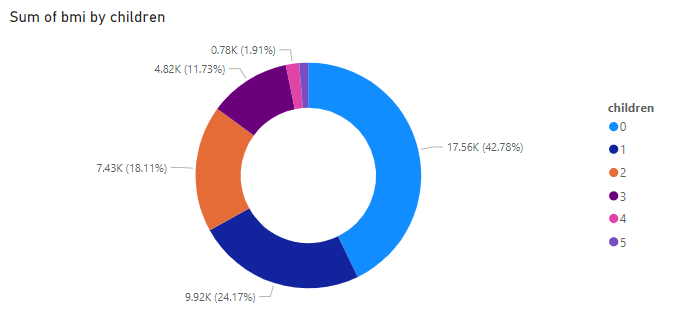 Sum of bmi by children
0.78K (1.91%)
4.82K (11.73%)
7.43K (18.11%)
9.92K (24.17%)
17.56K (42.78%)
children
0
1
2
3
4
5